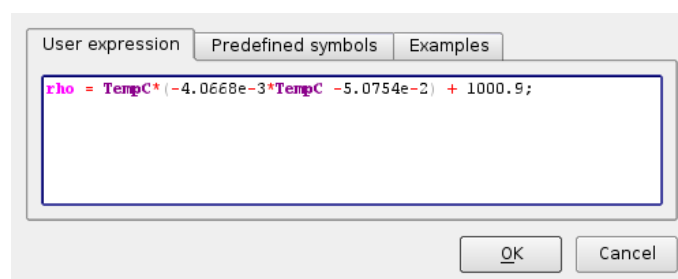 User expression Predefined symbols Examples
rho = TempC*(-4.0668e-3*TempC -5.0754e-2) + 1000.9;
OK Cancel